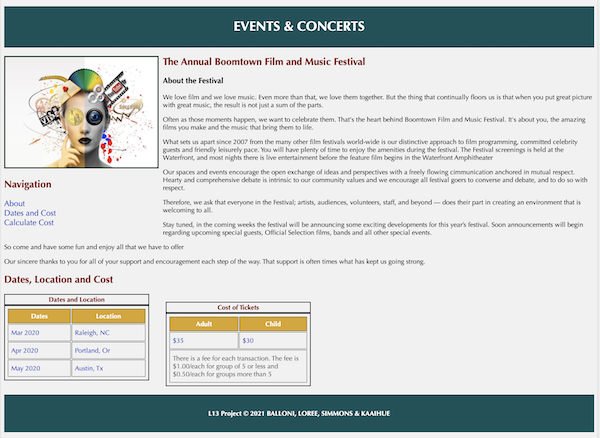 EVENTS & CONCERTS
The Annual Boomtown Film and Music Festival
About the Festival
We love film and we love music. Even more than that, we love them together. But the thing that continually floors us is that when you put great picture
with great music, the result is not just a sum of the parts.
Often as those moments happen, we want to celebrate them. That's the heart behind Boomtown Film and Music Festival. It's about you, the amazing
films you make and the music that bring them to life.
What sets us apart since 2007 from the many other film festivals world-wide is our distinctive approach to film programming, committed celebrity
guests and friendly leisurely pace. You will have plenty of time to enjoy the amenities during the festival. The Festival screenings is held at the
Waterfront, and most nights there is live entertainment before the feature film begins in the Waterfront Amphitheater
Our spaces and events encourage the open exchange of ideas and perspectives with a freely flowing cimmunication anchored in mutual respect.
Hearty and comprehensive debate is intrinsic to our community values and we encourage all festival goers to converse and debate, and to do so with
respect.
Therefore, we ask that everyone in the Festival; artists, audiences, volunteers, staff, and beyond — does their part in creating an environment that is
welcoming to all.
Stay tuned, in the coming weeks the festival will be announcing some exciting developments for this year's festival. Soon announcements will begin
regarding upcoming special guests, Official Selection films, bands and all other special events.
Navigation
About
Dates and Cost
Calculate Cost
So come and have some fun and enjoy all that we have to offer
Our sincere thanks to you for all of your support and encouragement each step of the way. That support is often times what has kept us going strong.
Dates, Location and Cost
Dates and Location
Dates Location
Mar 2020 Raleigh, NC
Apr 2020 Portland, Or
May 2020 Austin, Tx
Cost of Tickets
Adult Child
$35 $30
There is a fee for each transaction. The fee is
$1.00/each for group of 5 or less and
$0.50/each for groups more than 5
L13 Project © 2021 BALLONI, LOREE, SIMMONS & KAAIHUE